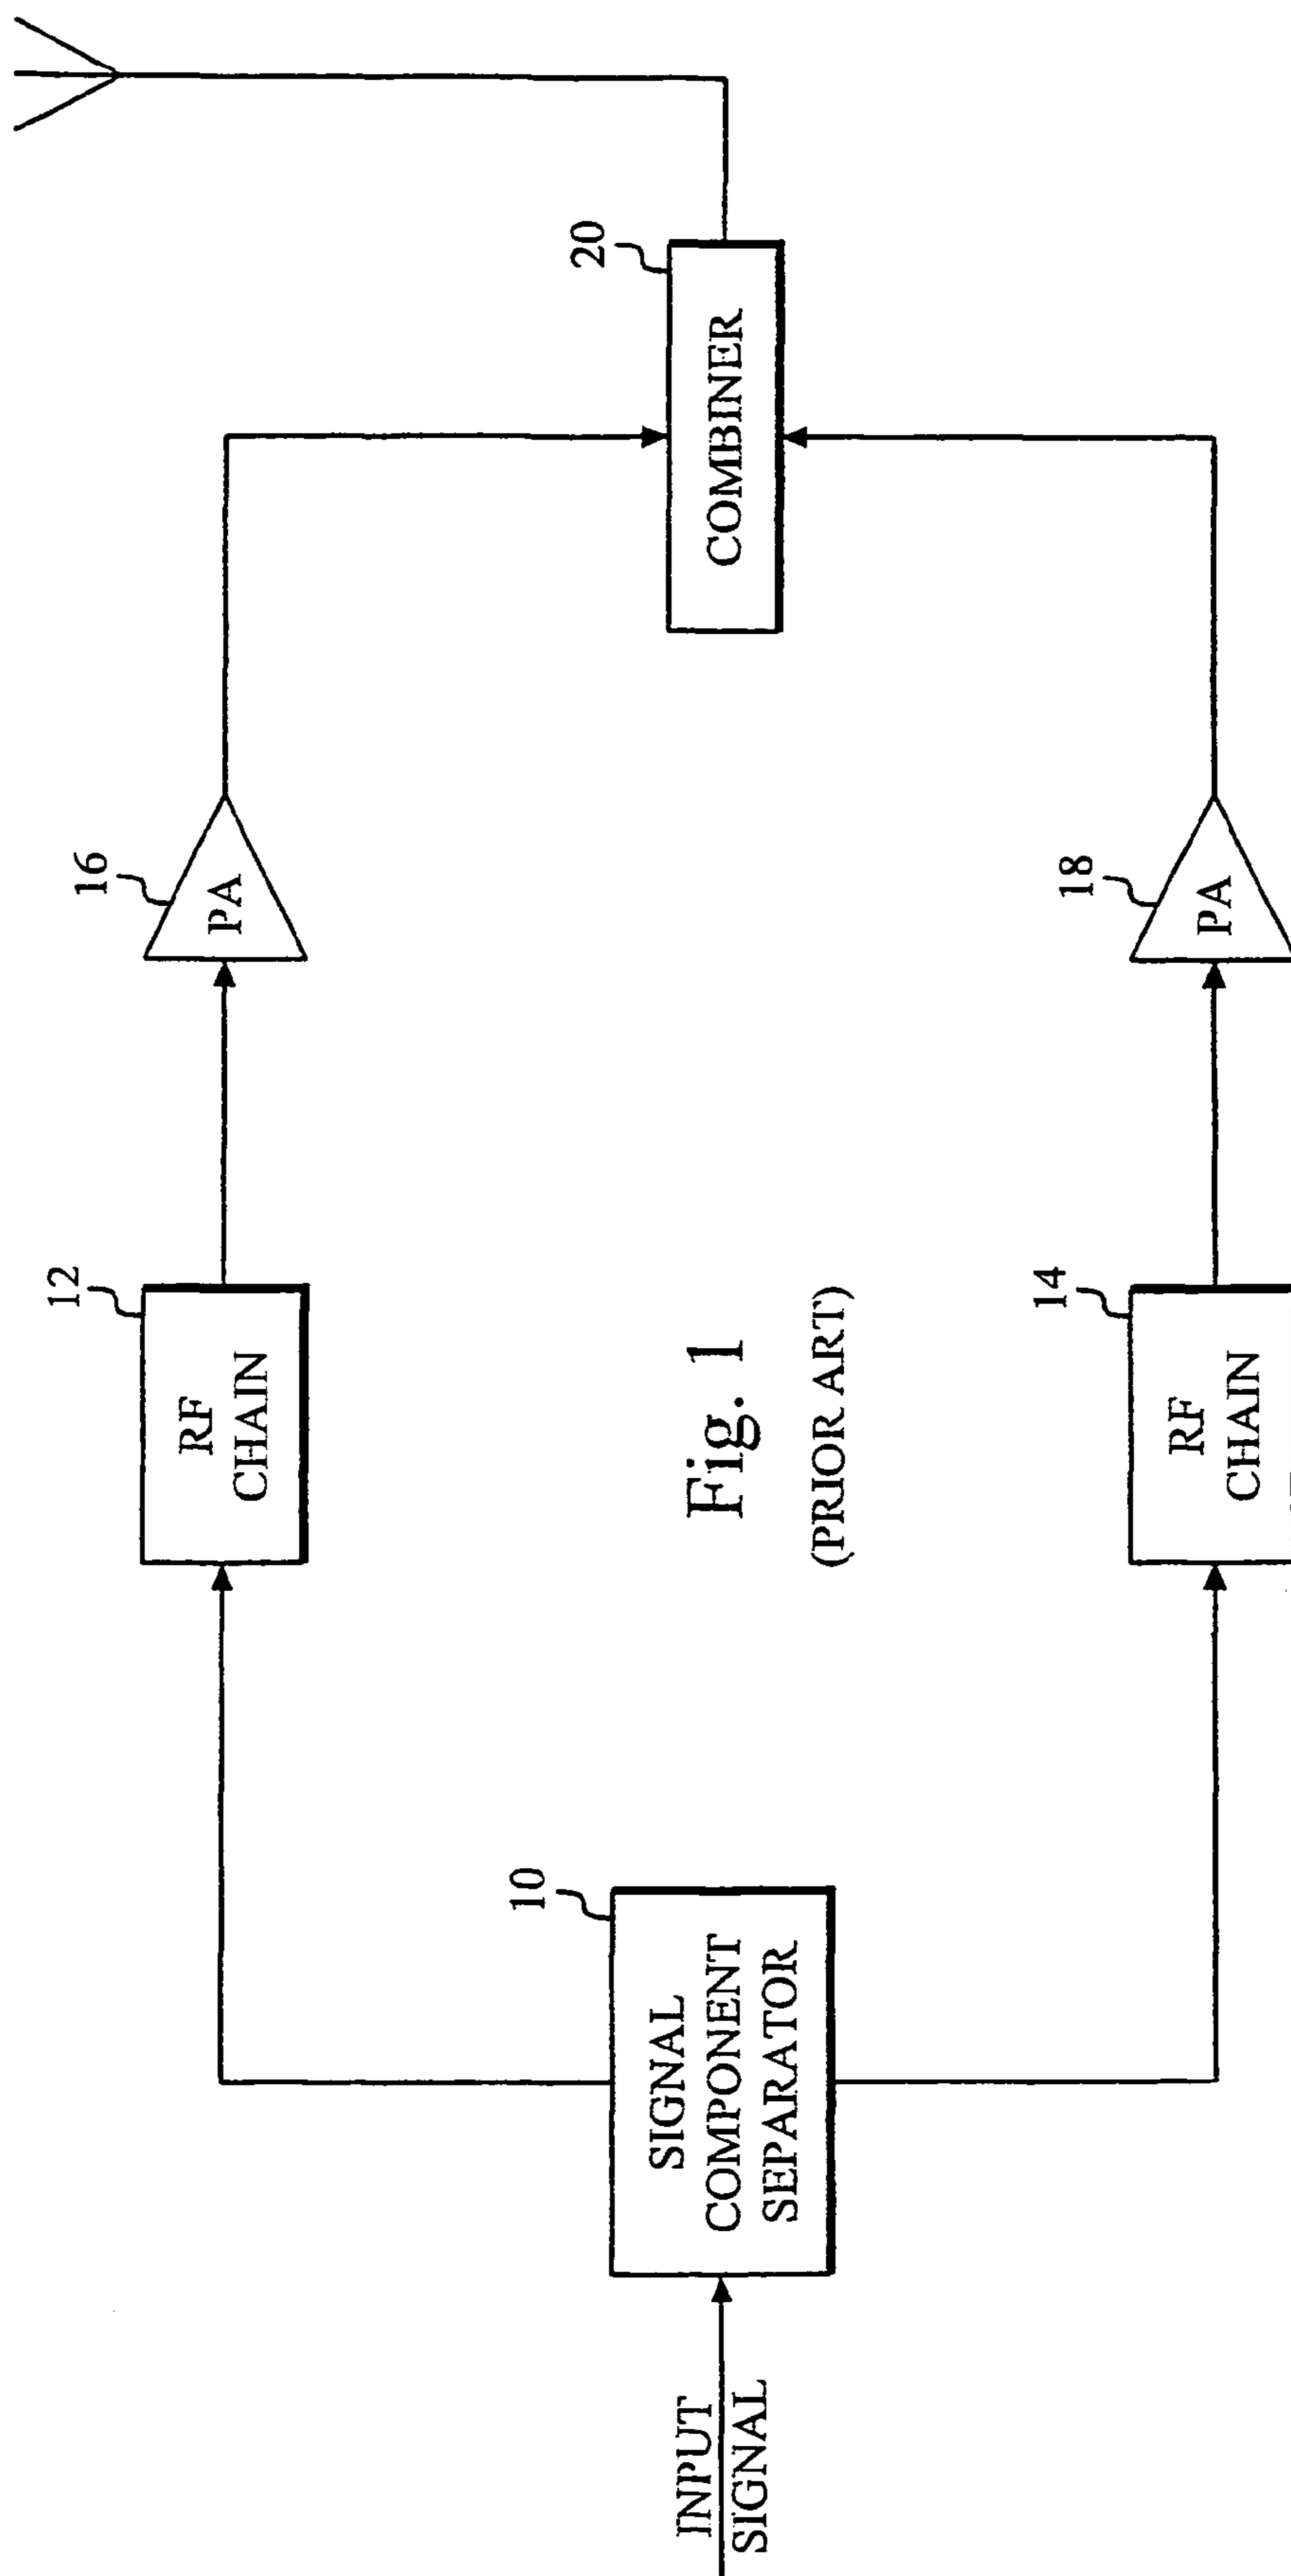 INPUT
SIGNAL
10
SIGNAL
COMPONENT
SEPARATOR
12
RF
CHAIN
16
PA
20
COMBINER
14
RF
CHAIN
18
PA
Fig. 1
(PRIOR ART)